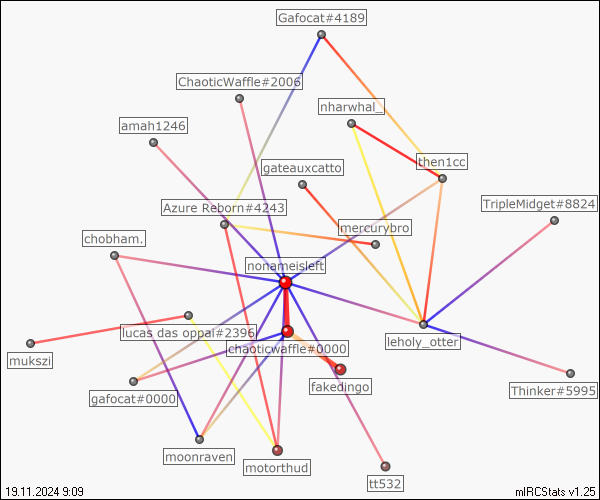 Gafocat#4189
ChaoticWaffle#2006
nharwhal_
amah1246
then1cc
gateauxcatto
TripleMidget#8824
Azure Reborn#4243
mercurybro
chobham.
nonameisleft
lucas das oppai#2396
leholy_otter
chaoticwaffle#0000
mukszi
fakedingo
Thinker#5995
gafocat#0000
moonraven
motorthud
tt532
19.11.2024 9:09
mIRCStats v1.25